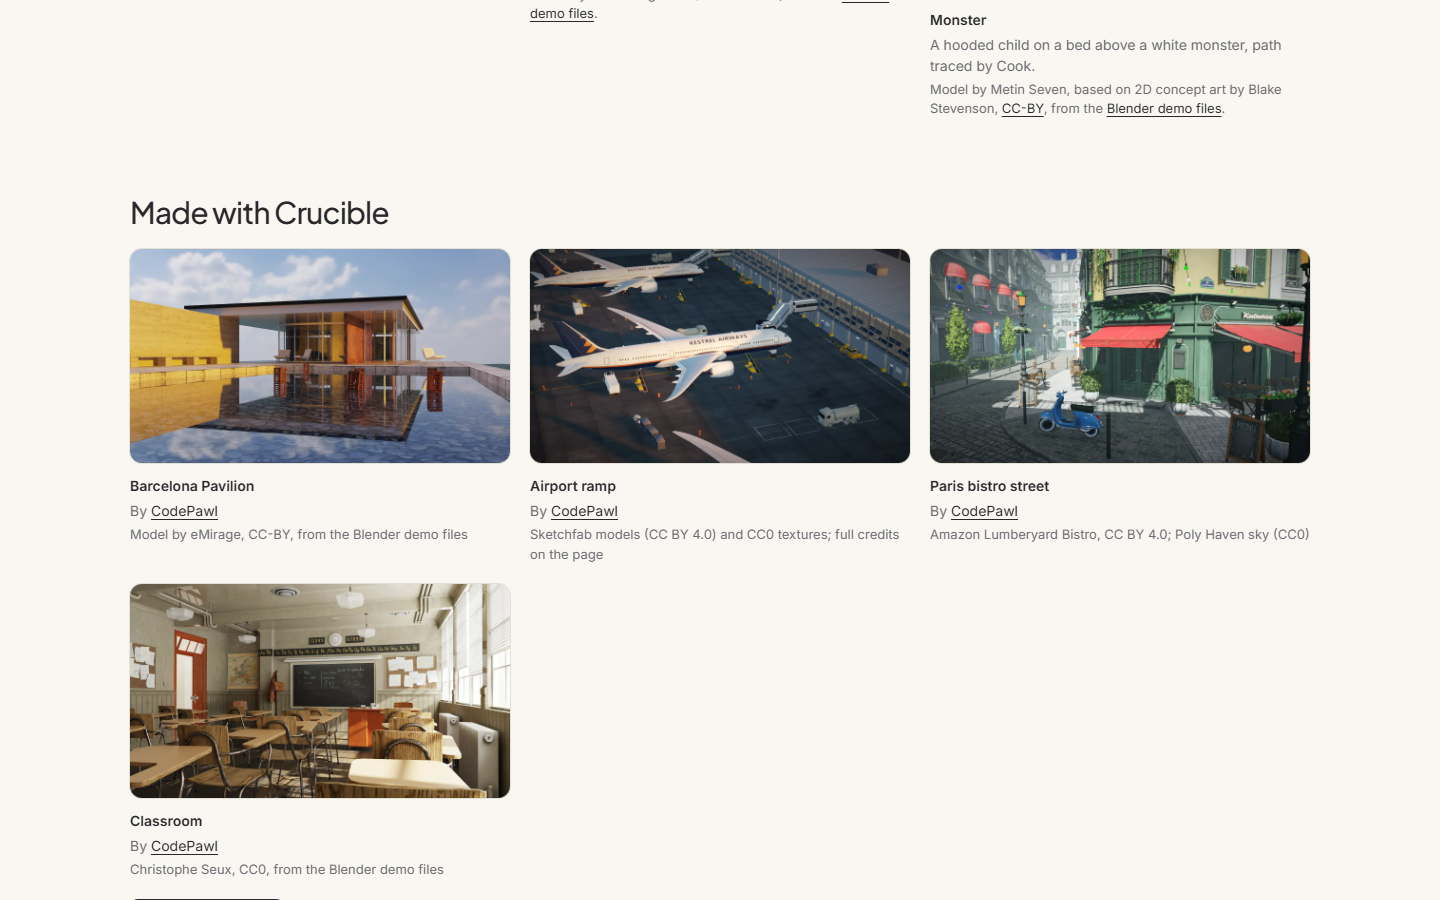 demo files.
Monster
A hooded child on a bed above a white monster, path
traced by Cook.
Model by Metin Seven, based on 2D concept art by Blake
Stevenson, CC-BY, from the Blender demo files.
Made with Crucible
KESTREL AIRWAYS
KESTREL AIRWAYS
Restaurant
Barcelona Pavilion
By CodePawl
Model by eMirage, CC-BY, from the Blender demo files
Airport ramp
By CodePawl
Sketchfab models (CC BY 4.0) and CC0 textures; full credits
on the page
Paris bistro street
By CodePawl
Amazon Lumberyard Bistro, CC BY 4.0; Poly Haven sky (CC0)
Classroom
By CodePawl
Christophe Seux, CC0, from the Blender demo files